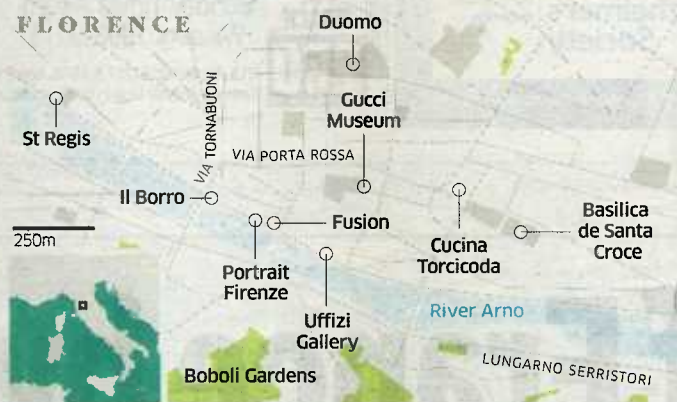 FLORENCE
Duomo
Gucci
Museum
St Regis
VIA TORNABUONI
VIA PORTA ROSSA
Il Borro
250m
Fusion
Portrait
Firenze
Uffizi
Gallery
Cucina
Torcicoda
Basilica
de Santa
Croce
River Arno
LUNGARNO SERRISTORI
Boboli Gardens